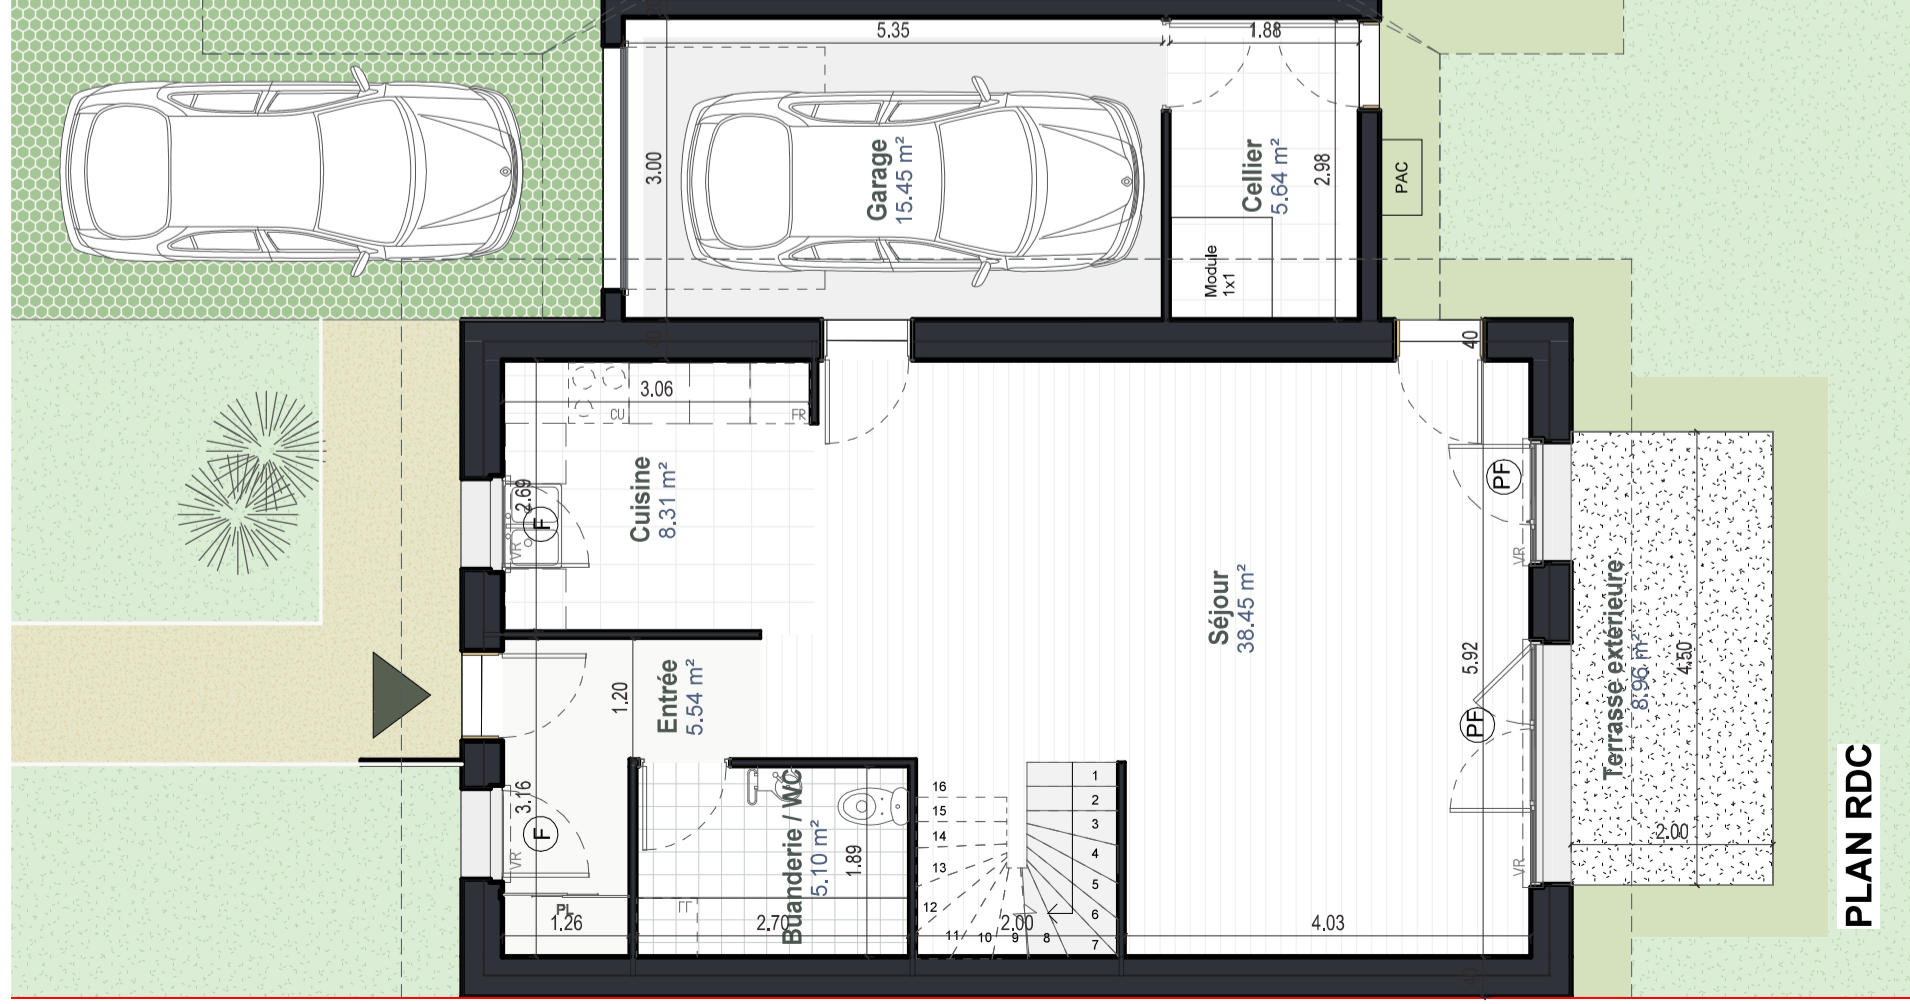 5.35
1.88
3.00
Garage
15.45 m²
Cellier
5.64 m²
2.98
PAC
Module
1x1
40
40
3.06
CU
FR
2.69
F
VR
Cuisine
8.31 m²
PF
VR
Séjour
38.45 m²
5.92
Terrasse extérieure
8.96 m²
4.50
2.00
PF
VR
1.20
Entrée
5.54 m²
3.16
F
VR
PL
1.26
Buanderie / WC
5.10 m²
1.89
TT
2.70
16
15
14
13
12
11
10
9
8
7
6
5
4
3
2
1
2.00
4.03
40
PLAN RDC